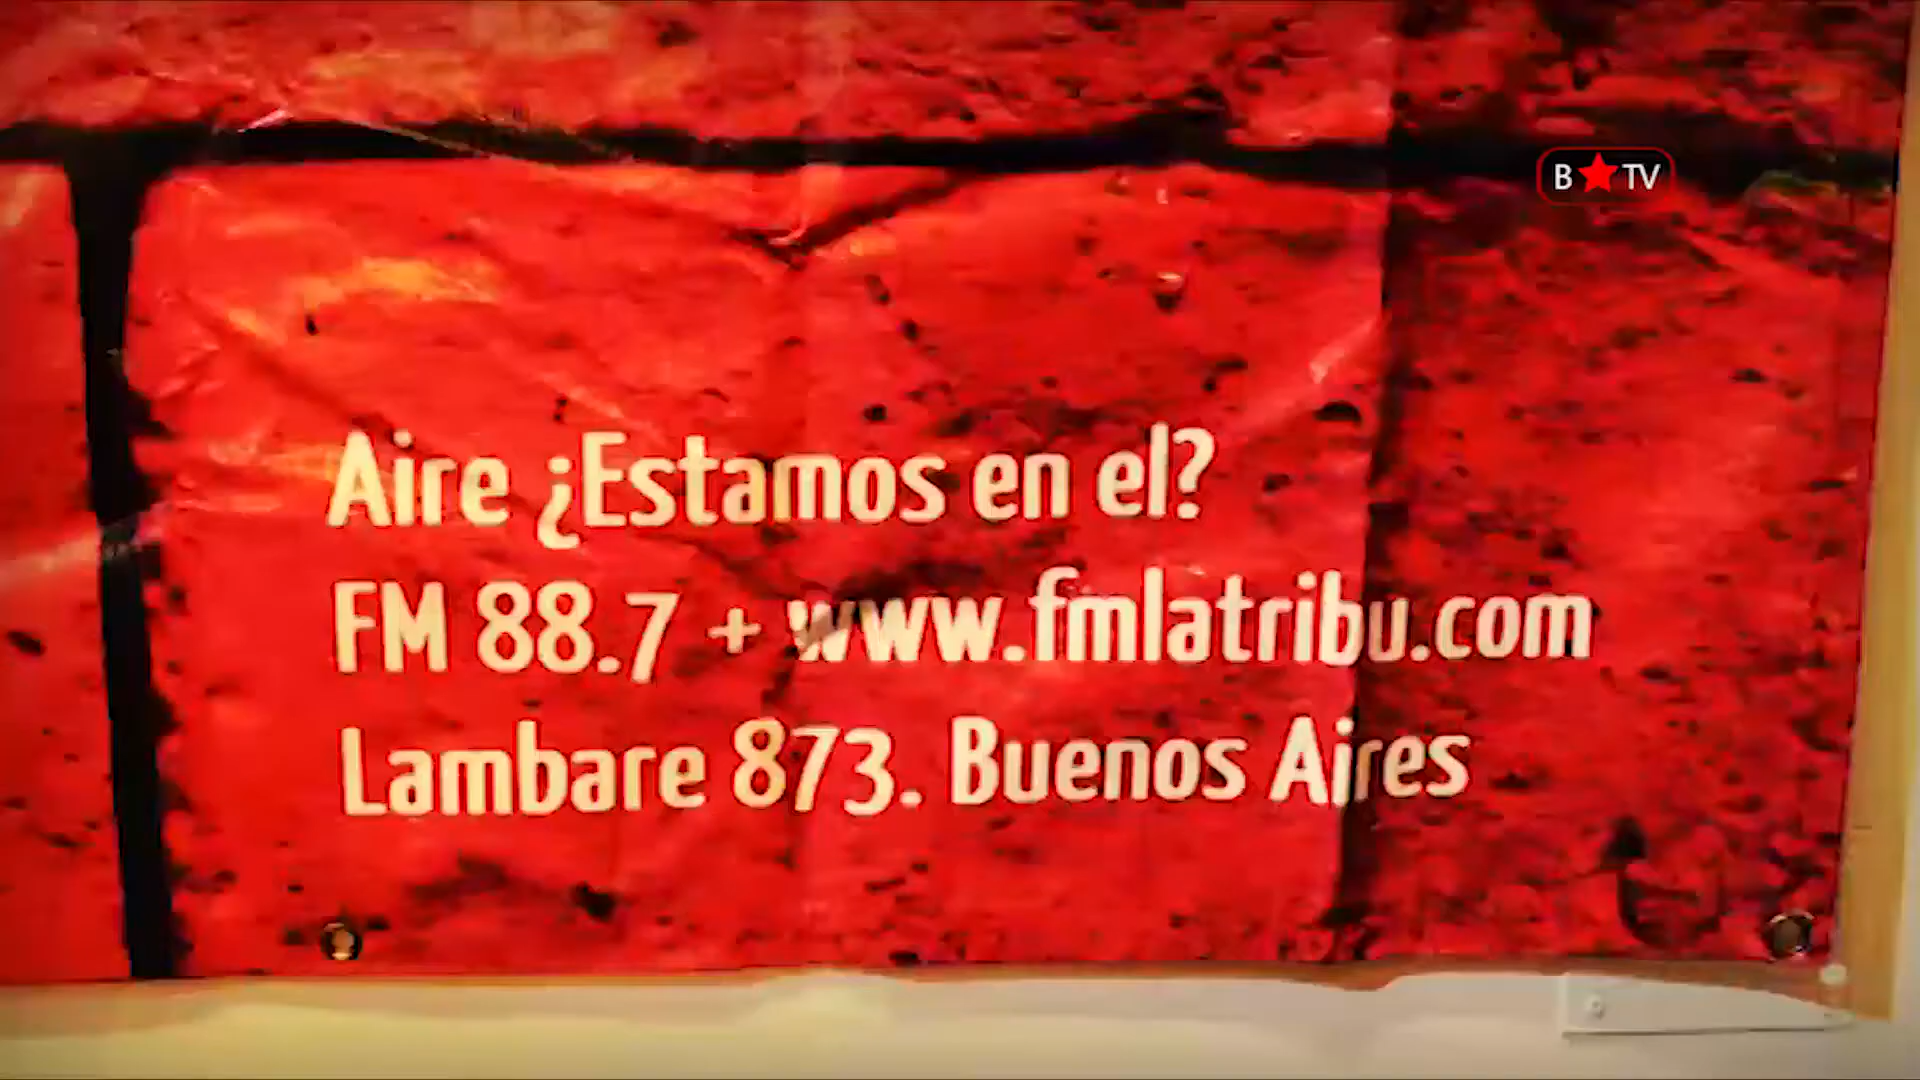 B★TV
Aire ¿Estamos en el?
FM 88.7 + www.fmlatribu.com
Lambare 873. Buenos Aires